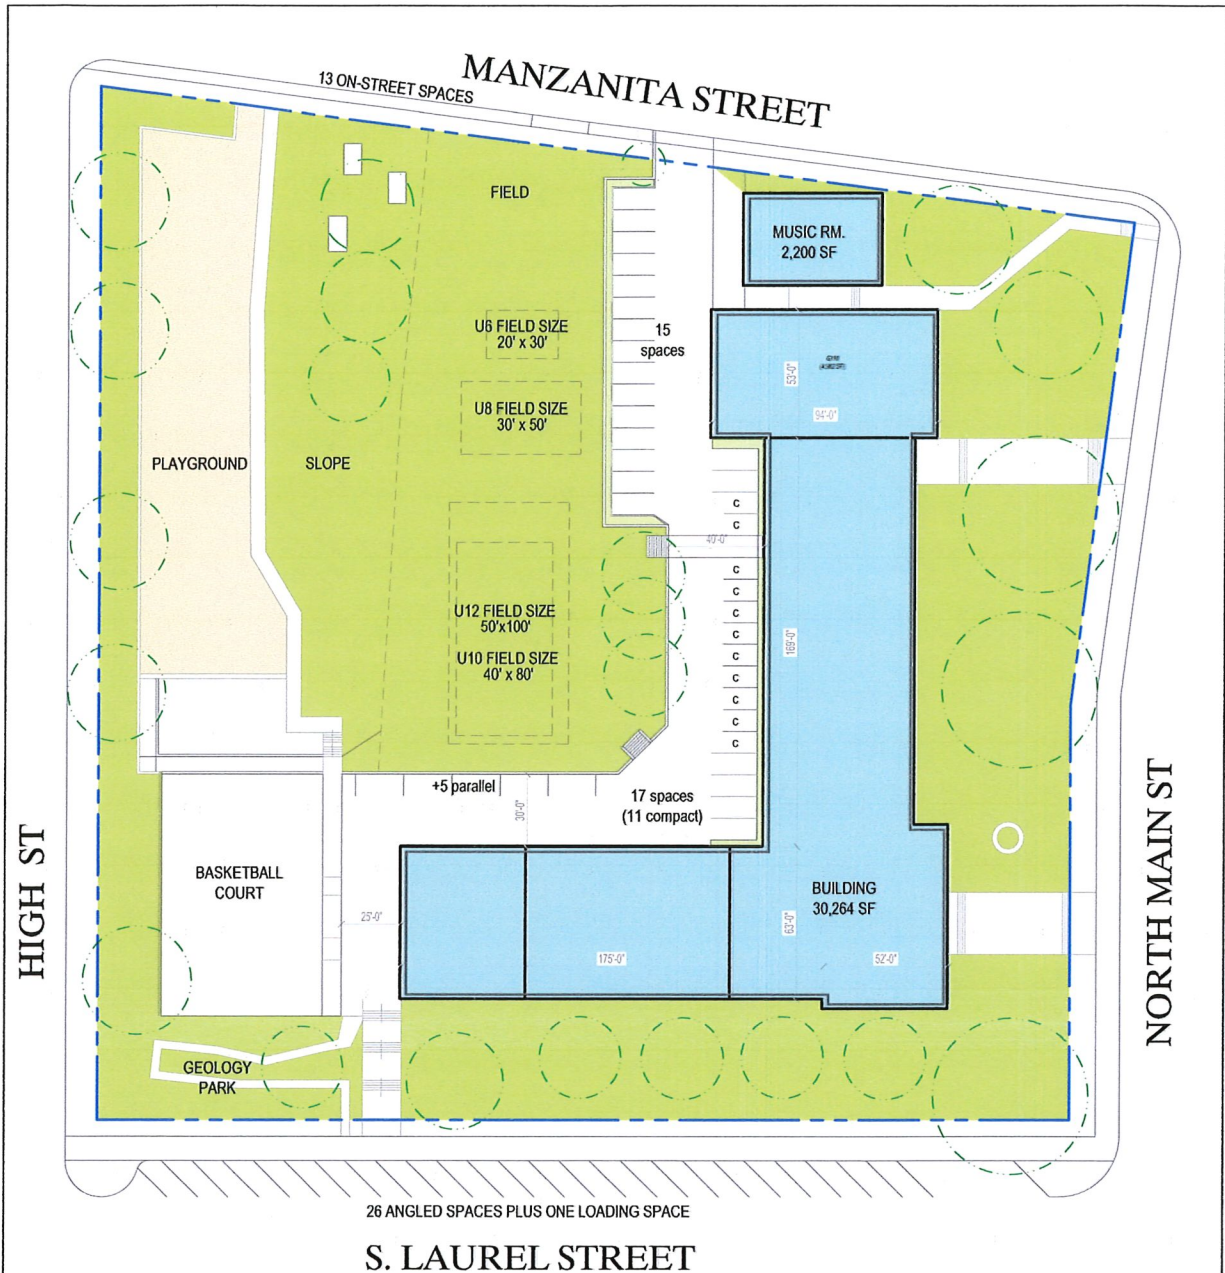 MANZANITA STREET
13 ON-STREET SPACES
FIELD
MUSIC RM.
2,200 SF
U6 FIELD SIZE
20' x 30'
15
spaces
53'-0"
94'-0"
U8 FIELD SIZE
30' x 50'
PLAYGROUND
SLOPE
C
C
40'-0"
C
C
C
C
C
C
C
C
C
U12 FIELD SIZE
50'x100'
U10 FIELD SIZE
40' x 80'
169'-0"
+5 parallel
17 spaces
(11 compact)
30'-0"
HIGH ST
NORTH MAIN ST
BASKETBALL
COURT
BUILDING
30,264 SF
25'-0"
175'-0"
63'-0"
52'-0"
GEOLOGY
PARK
26 ANGLED SPACES PLUS ONE LOADING SPACE
S. LAUREL STREET